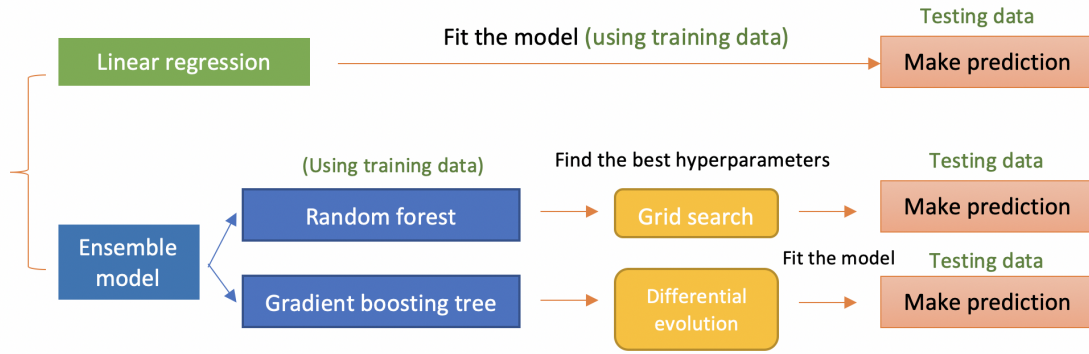 Testing data
Fit the model (using training data)
Linear regression
Make prediction
(Using training data)
Find the best hyperparameters
Testing data
Random forest
Grid search
Make prediction
Ensemble
model
Fit the model
Testing data
Gradient boosting tree
Differential
evolution
Make prediction